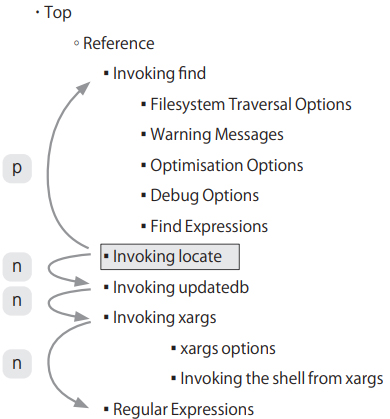 · Top
◦ Reference
▪ Invoking find
▪ Filesystem Traversal Options
▪ Warning Messages
▪ Optimisation Options
▪ Debug Options
▪ Find Expressions
p
▪ Invoking locate
n
▪ Invoking updatedb
n
▪ Invoking xargs
▪ xargs options
n
▪ Invoking the shell from xargs
▪ Regular Expressions